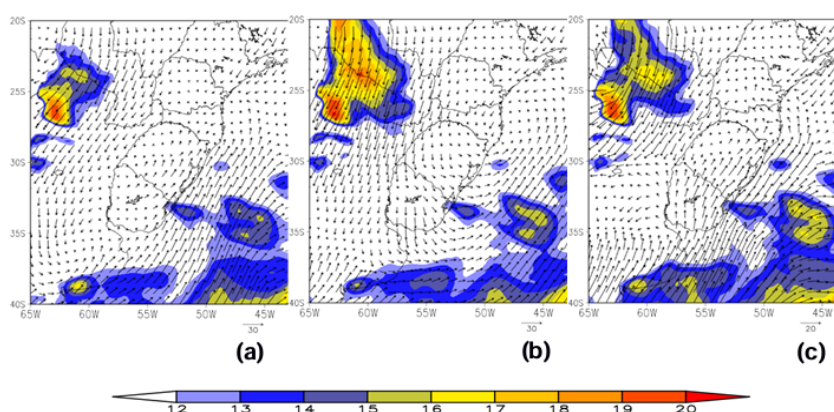 20S 20S 20S
25S 25S 25S
30S 30S 30S
35S 35S 35S
40S 40S 40S
65W 60W 55W 50W 45W 65W 60W 55W 50W 45W 65W 60W 55W 50W 45W
30 30 20
(a) (b) (c)
12 13 14 15 16 17 18 19 20